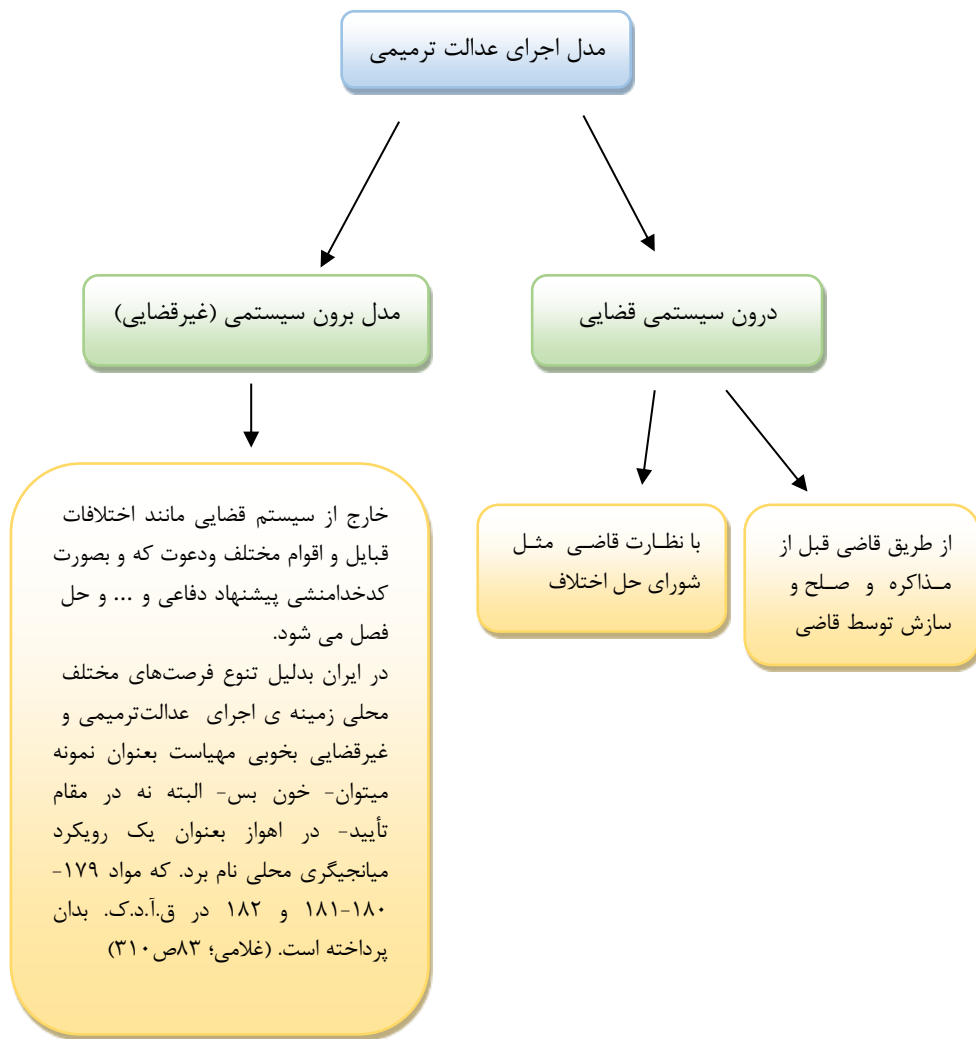 مدل اجرای عدالت ترمیمی
درون سیستمی قضایی
مدل برون سیستمی (غیرقضایی)
از طریق قاضی قبل از
مذاکره و صلح و
سازش توسط قاضی
با نظارت قاضی مثل
شورای حل اختلاف
خارج از سیستم قضایی مانند اختلافات
قبایل و اقوام مختلف ودعوت که و بصورت
کدخدامنشی پیشنهاد دفاعی و ... و حل
فصل می شود.
در ایران بدلیل تنوع فرصت‌های مختلف
محلی زمینه ی اجرای عدالت‌ترمیمی و
غیرقضایی بخوبی مهیاست بعنوان نمونه
میتوان- خون بس- البته نه در مقام
تأیید- در اهواز بعنوان یک رویکرد
میانجیگری محلی نام برد. که مواد ۱۷۹-
۱۸۰-۱۸۱ و ۱۸۲ در ق.آ.د.ک. بدان
پرداخته است. (غلامی؛ ۸۳ص۳۱۰)